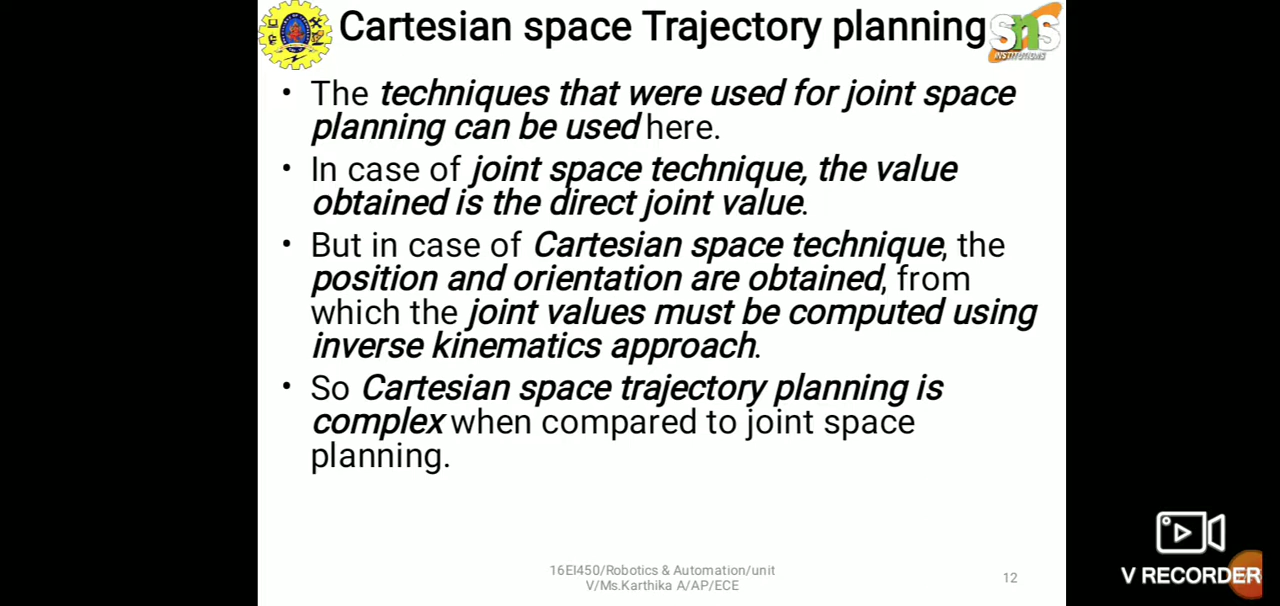 Cartesian space Trajectory planning
SNS
INSTITUTIONS
• The techniques that were used for joint space
planning can be used here.
• In case of joint space technique, the value
obtained is the direct joint value.
• But in case of Cartesian space technique, the
position and orientation are obtained, from
which the joint values must be computed using
inverse kinematics approach.
• So Cartesian space trajectory planning is
complex when compared to joint space
planning.
16EI450/Robotics & Automation/unit
V/Ms.Karthika A/AP/ECE
12
V RECORDER